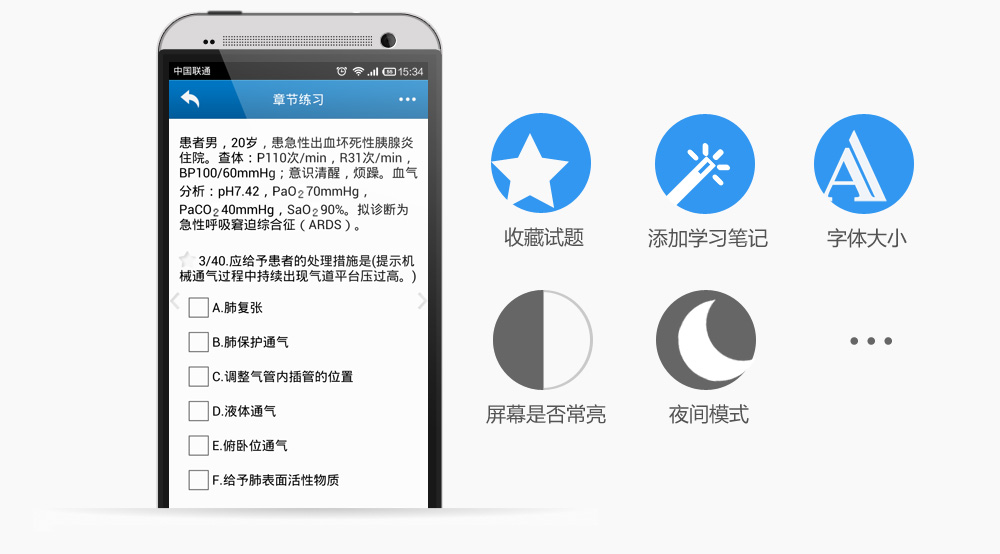 中国联通
15:34
章节练习
患者男，20岁，患急性出血坏死性胰腺炎
住院。查体：P110次/min，R31次/min，
BP100/60mmHg；意识清醒，烦躁。血气
分析：pH7.42，PaO₂70mmHg，
PaCO₂40mmHg，SaO₂90%。拟诊断为
急性呼吸窘迫综合征（ARDS）。
3/40.应给予患者的处理措施是(提示机
械通气过程中持续出现气道平台压过高。)
A.肺复张
B.肺保护通气
C.调整气管内插管的位置
D.液体通气
E.俯卧位通气
F.给予肺表面活性物质
收藏试题
添加学习笔记
字体大小
屏幕是否常亮
夜间模式